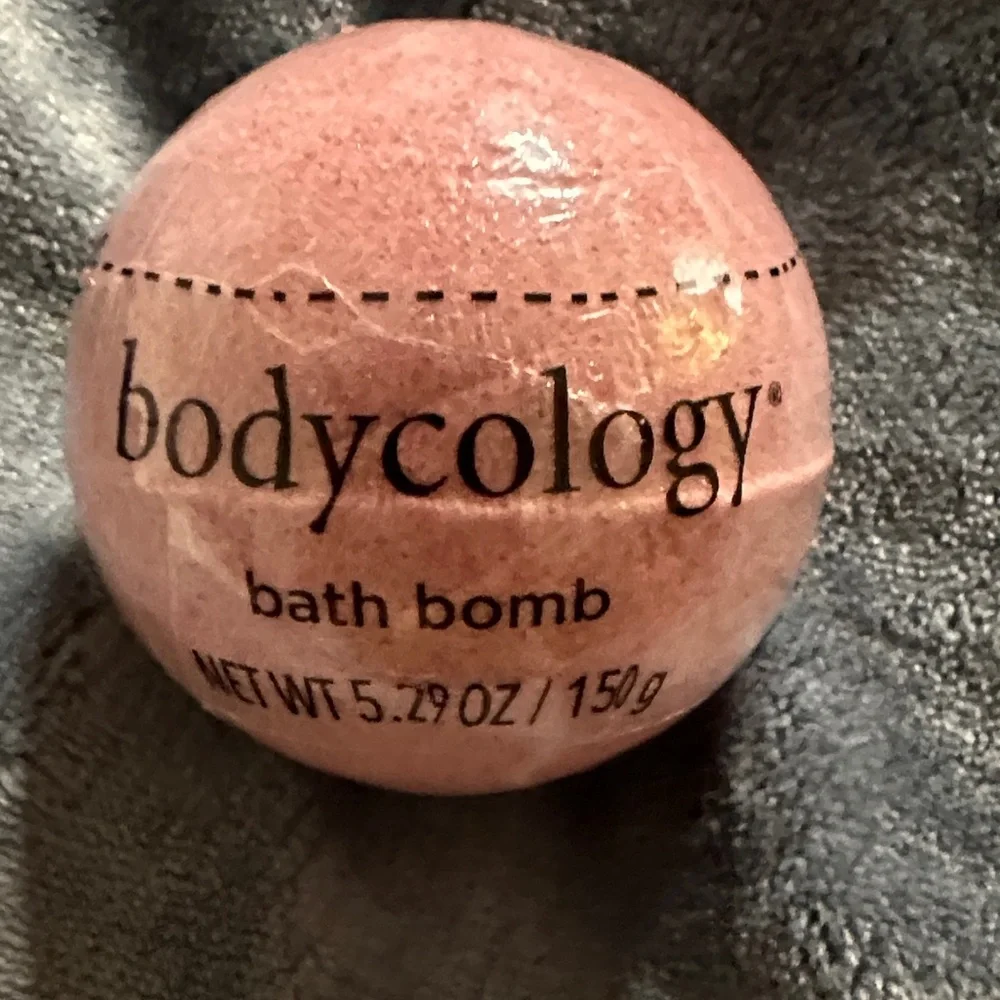 bodycology®
bath bomb
NET WT 5.29 OZ / 150g